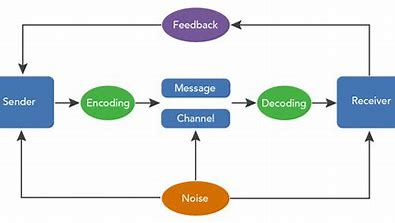 Feedback
Sender
Encoding
Message
Channel
Decoding
Receiver
Noise